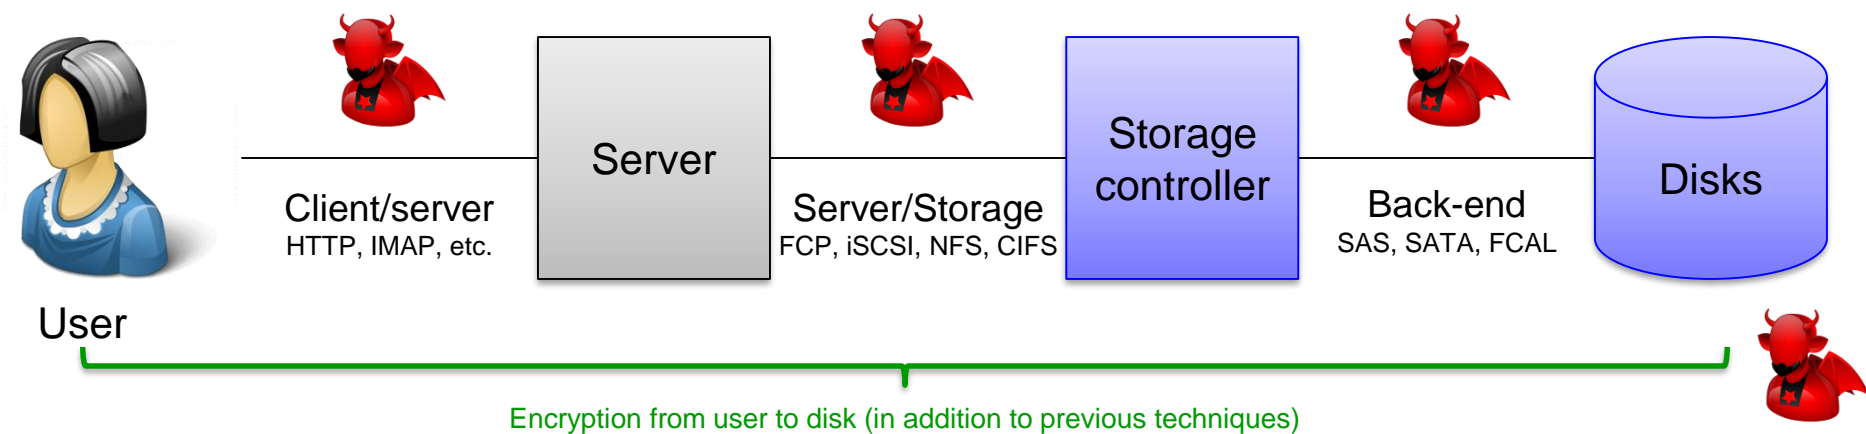 Server
Storage
controller
Disks
Client/server
HTTP, IMAP, etc.
Server/Storage
FCP, iSCSI, NFS, CIFS
Back-end
SAS, SATA, FCAL
User
Encryption from user to disk (in addition to previous techniques)